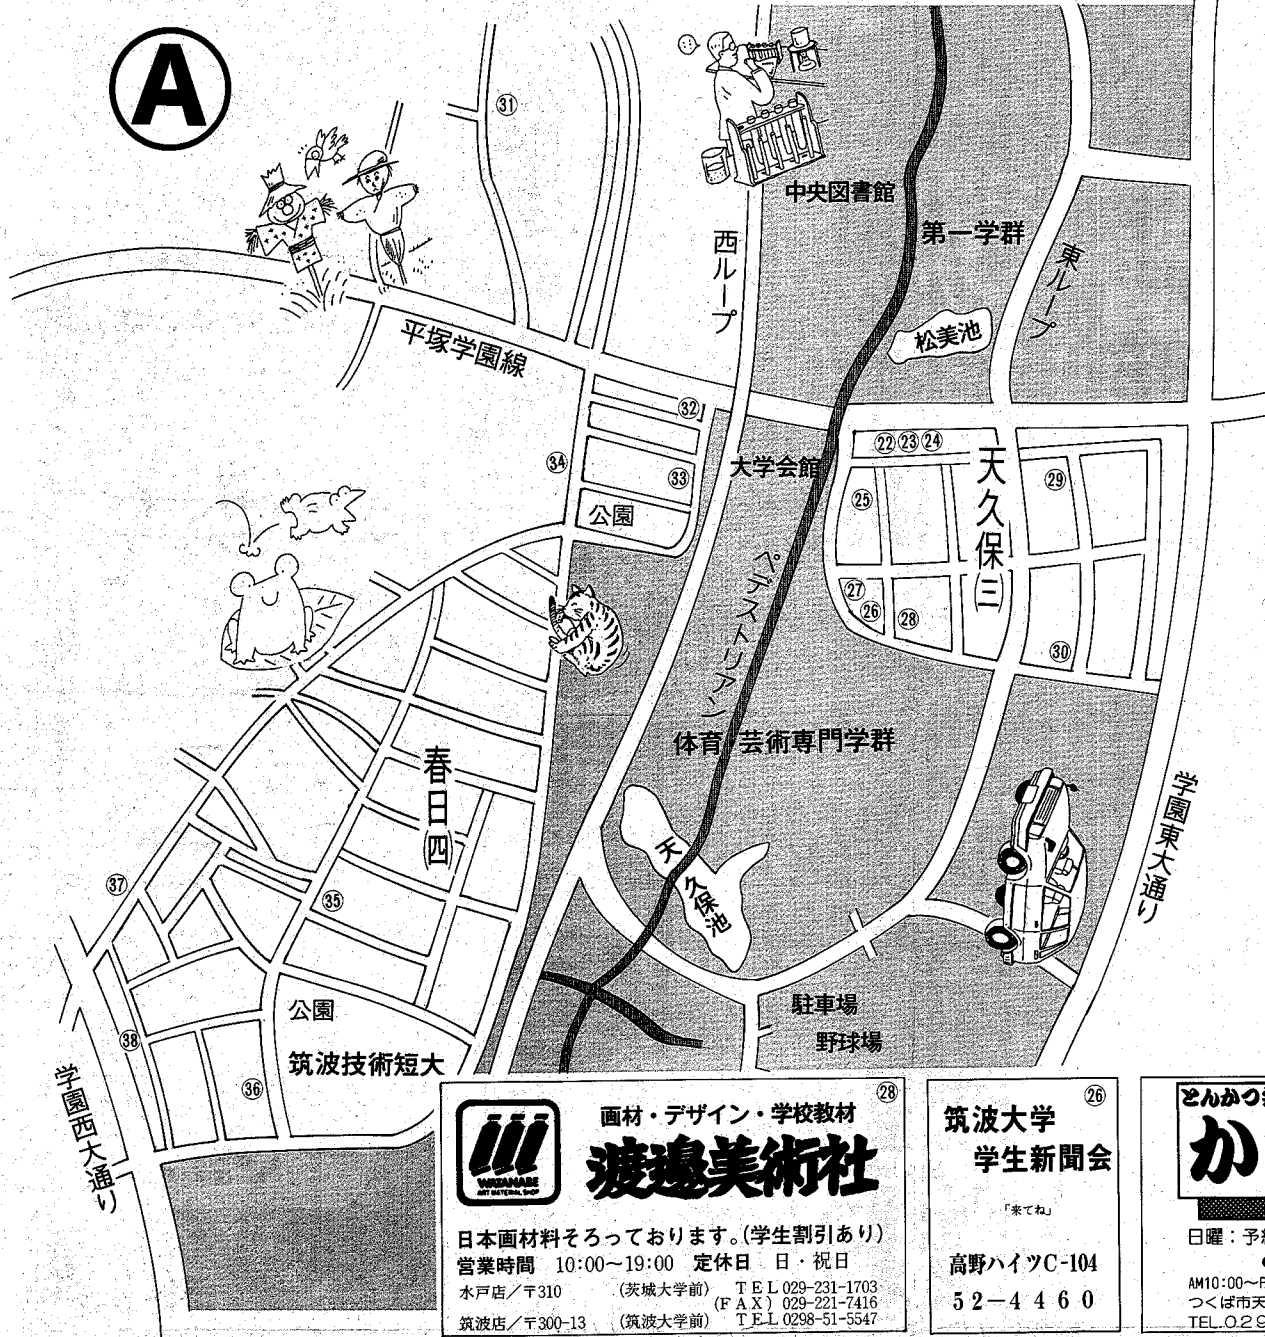 A
㉛
中央図書館
第一学群
西ループ
東ループ
松美池
平塚学園線
㉜
㉞
㉝
大学会館
㉒㉓㉔
天久保(三)
㉙
㉕
公園
ペデストリアン
㉗
㉖
㉘
㉚
体育・芸術専門学群
春日(四)
学園東大通り
天久保池
㊲
㉟
駐車場
野球場
公園
㊳
㊱
筑波技術短大
学園西大通り
㉘
画材・デザイン・学校教材
渡邉美術社
WATANABE
ART MATERIAL SHOP
日本画材料そろっております。(学生割引あり)
営業時間 10:00〜19:00 定休日 日・祝日
水戸店/〒310 (茨城大学前) TEL 029-231-1703
(FAX) 029-221-7416
筑波店/〒300-13 (筑波大学前) TEL 0298-51-5547
㉖
筑波大学
学生新聞会
「来てね」
高野ハイツC-104
52-4460
とんかつ
か
日曜：予
AM10:00〜
つくば市天
TEL.029